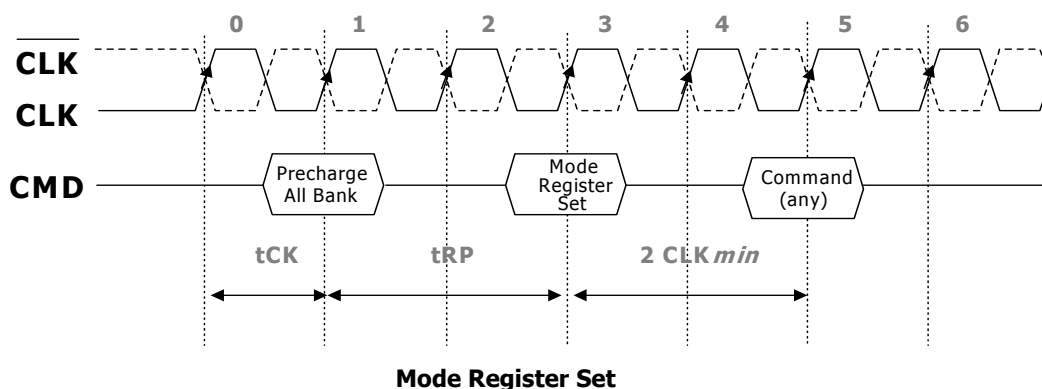 0 1 2 3 4 5 6
CLK
CLK
CMD
Precharge
All Bank
Mode
Register
Set
Command
(any)
tCK tRP 2 CLK min
Mode Register Set